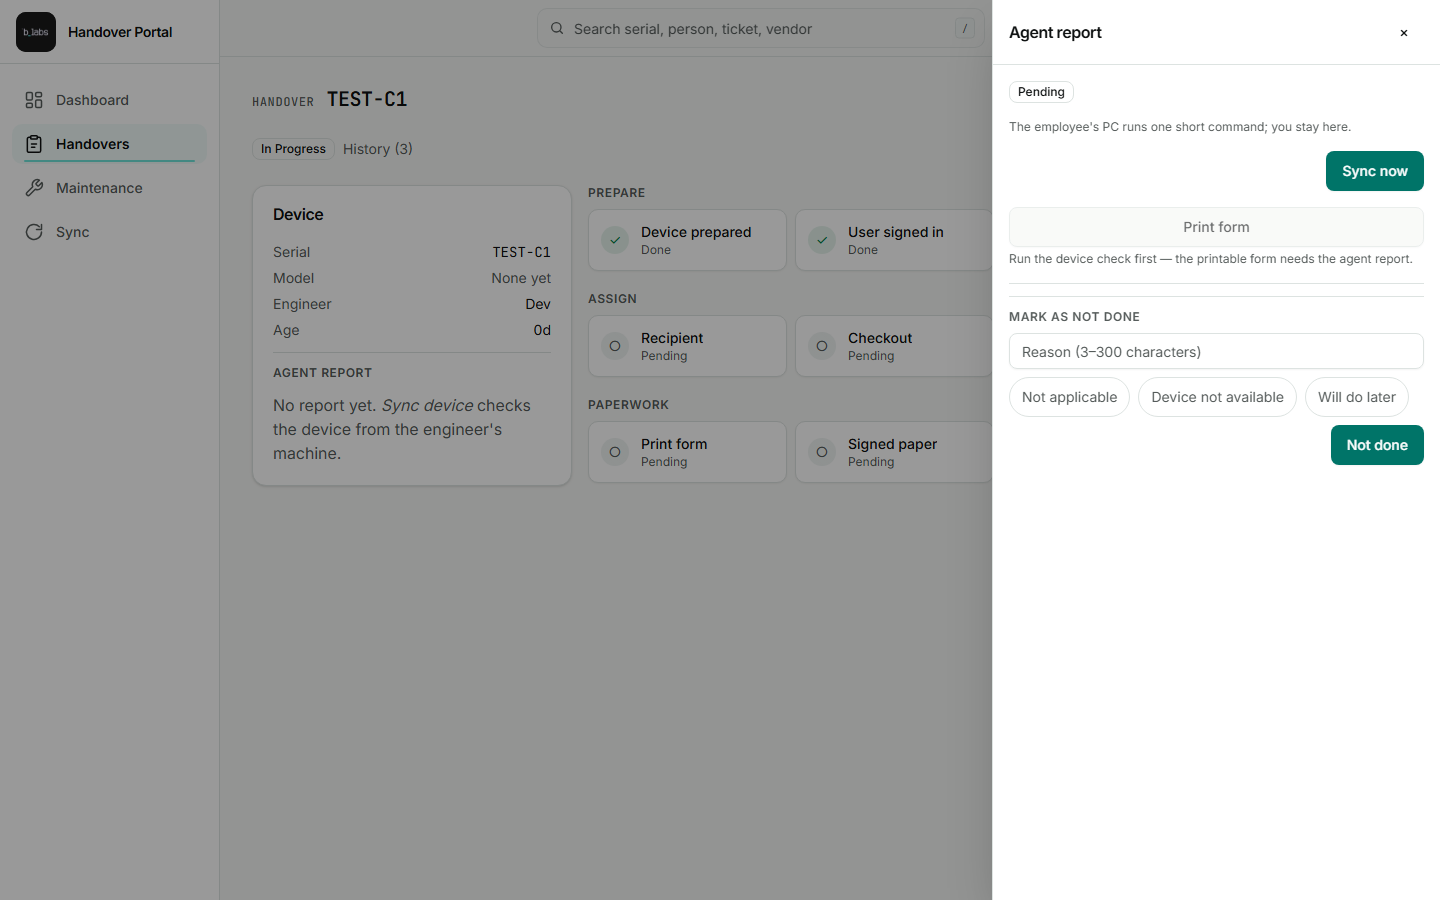 b_labs
Handover Portal
Search serial, person, ticket, vendor
/
Dashboard
Handovers
Maintenance
Sync
HANDOVER TEST-C1
In Progress History (3)
Device
Serial TEST-C1
Model None yet
Engineer Dev
Age 0d
AGENT REPORT
No report yet. Sync device checks
the device from the engineer's
machine.
PREPARE
Device prepared
Done
User signed in
Done
ASSIGN
Recipient
Pending
Checkout
Pending
PAPERWORK
Print form
Pending
Signed paper
Pending
Agent report
×
Pending
The employee's PC runs one short command; you stay here.
Sync now
Print form
Run the device check first — the printable form needs the agent report.
MARK AS NOT DONE
Reason (3–300 characters)
Not applicable Device not available Will do later
Not done